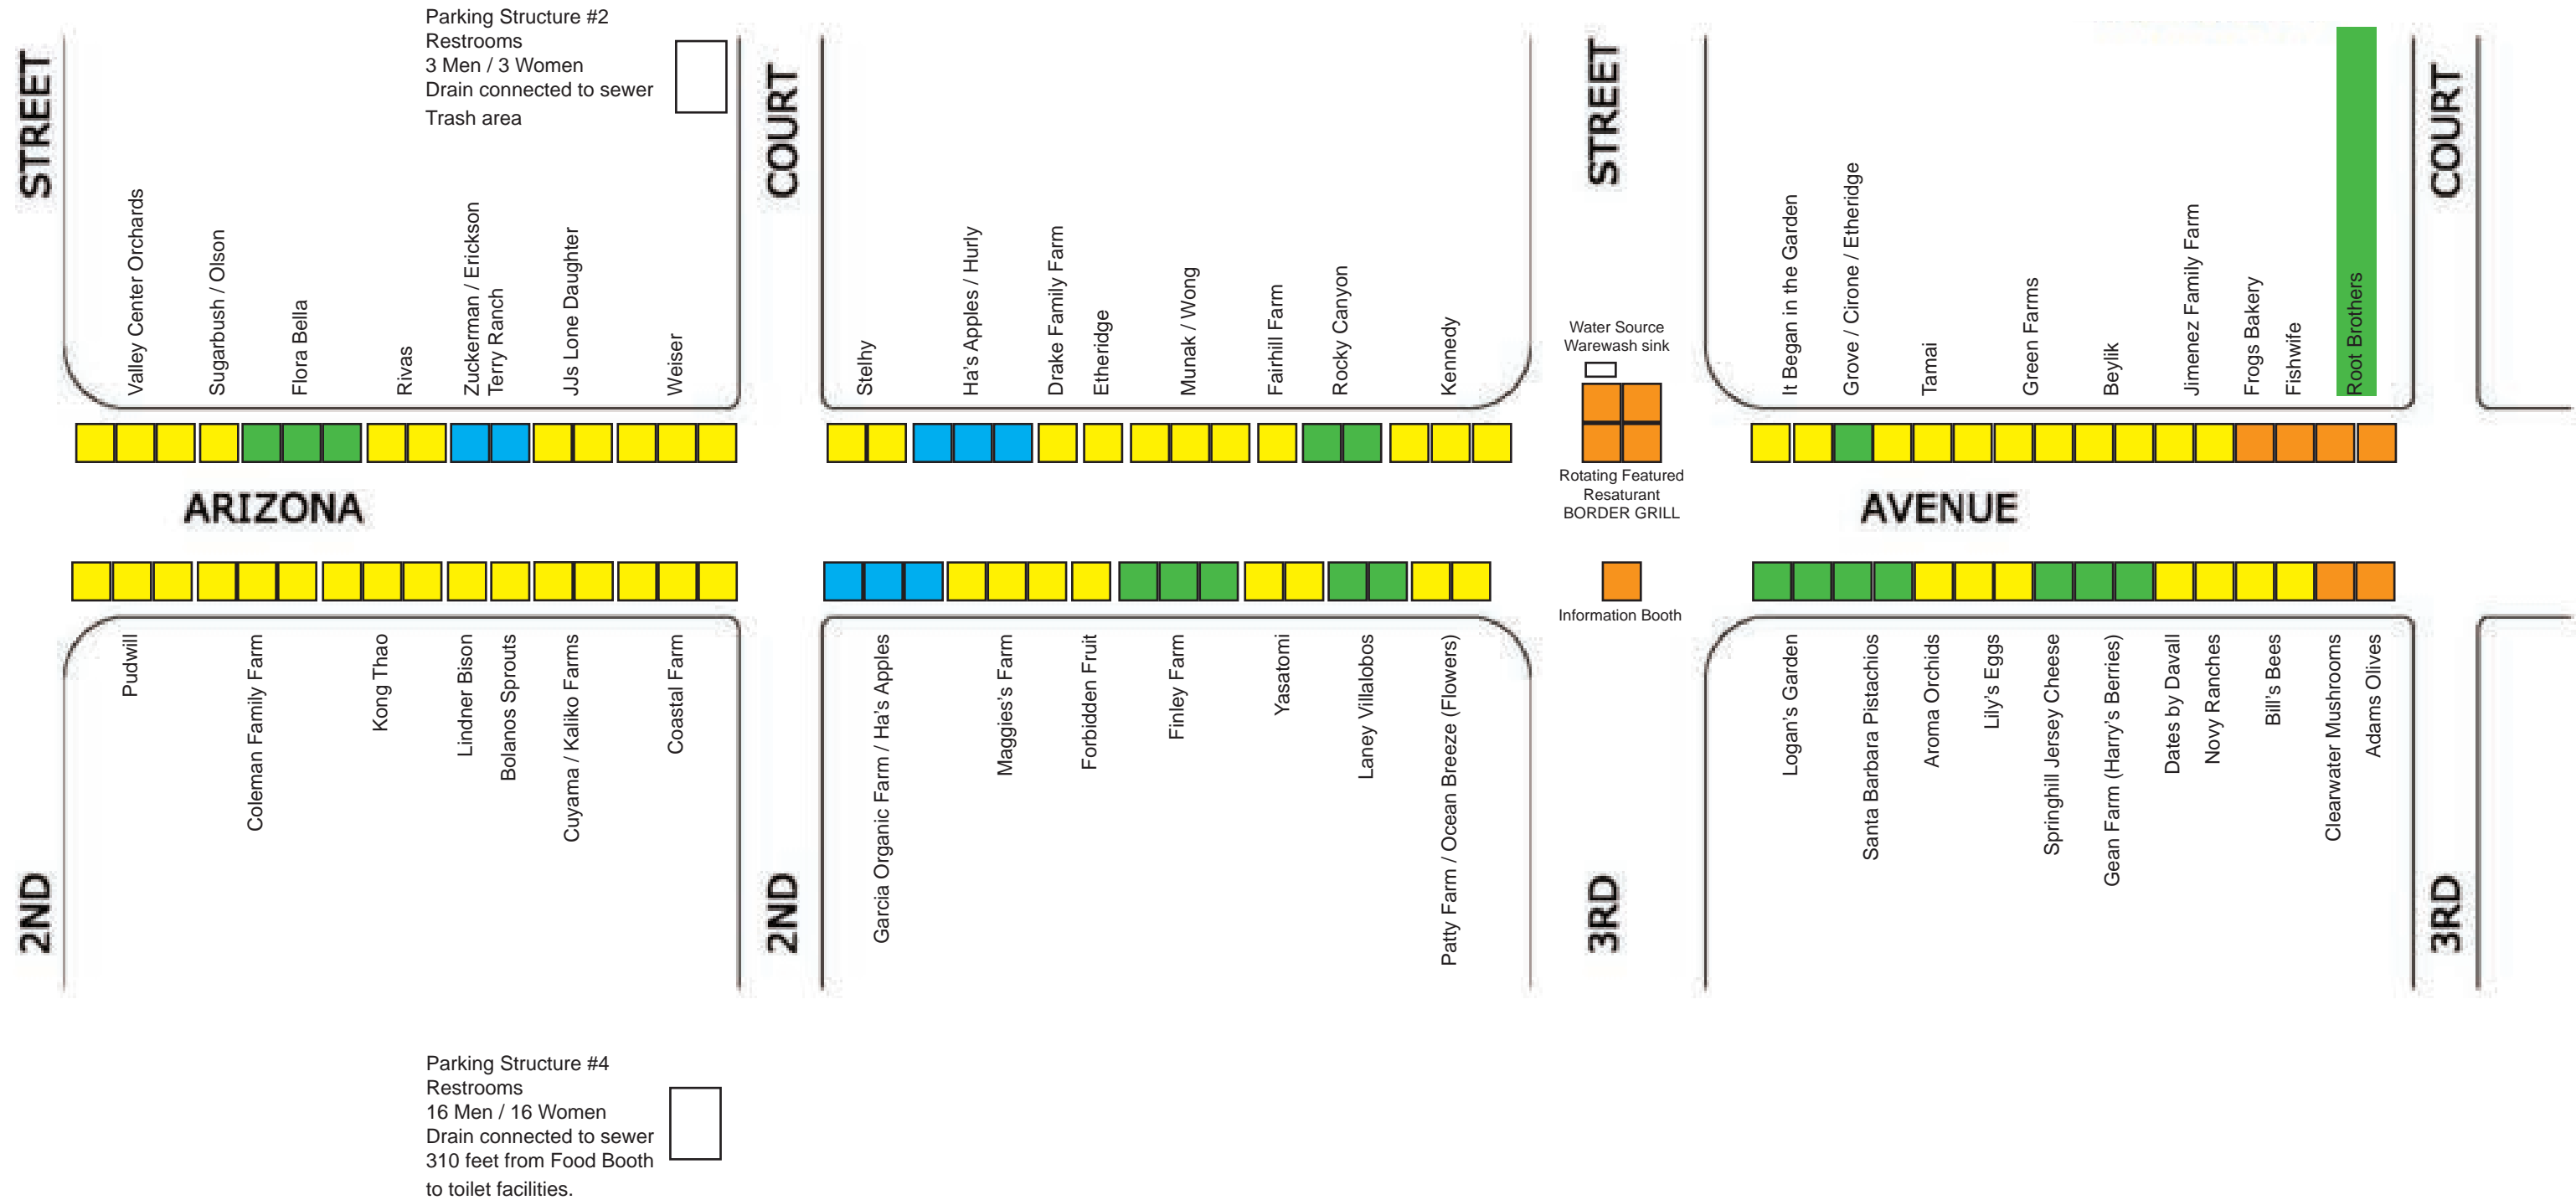 Parking Structure #2
Restrooms
3 Men / 3 Women
Drain connected to sewer
Trash area
STREET
COURT
STREET
COURT
Valley Center Orchards
Sugarbush / Olson
Flora Bella
Rivas
Zuckerman / Erickson
Terry Ranch
JJs Lone Daughter
Weiser
Stelhy
Ha's Apples / Hurly
Drake Family Farm
Etheridge
Munak / Wong
Fairhill Farm
Rocky Canyon
Kennedy
Water Source
Warewash sink
It Began in the Garden
Grove / Cirone / Etheridge
Tamai
Green Farms
Beylik
Jimenez Family Farm
Frogs Bakery
Fishwife
Root Brothers
Rotating Featured
Resaturant
BORDER GRILL
ARIZONA
AVENUE
Information Booth
Pudwill
Coleman Family Farm
Kong Thao
Lindner Bison
Bolanos Sprouts
Cuyama / Kaliko Farms
Coastal Farm
Garcia Organic Farm / Ha's Apples
Maggies's Farm
Forbidden Fruit
Finley Farm
Yasatomi
Laney Villalobos
Patty Farm / Ocean Breeze (Flowers)
Logan's Garden
Santa Barbara Pistachios
Aroma Orchids
Lily's Eggs
Springhill Jersey Cheese
Gean Farm (Harry's Berries)
Dates by Davall
Novy Ranches
Bill's Bees
Clearwater Mushrooms
Adams Olives
2ND
2ND
3RD
3RD
Parking Structure #4
Restrooms
16 Men / 16 Women
Drain connected to sewer
310 feet from Food Booth
to toilet facilities.